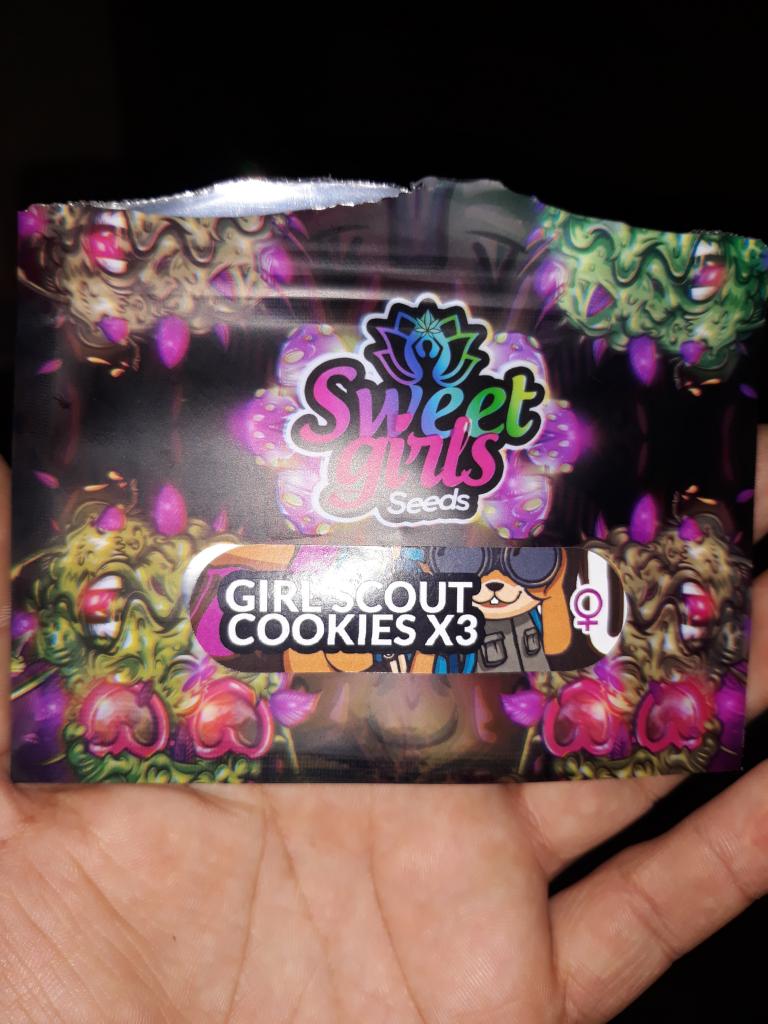 Sweet
girls
Seeds
GIRL SCOUT
COOKIES X3